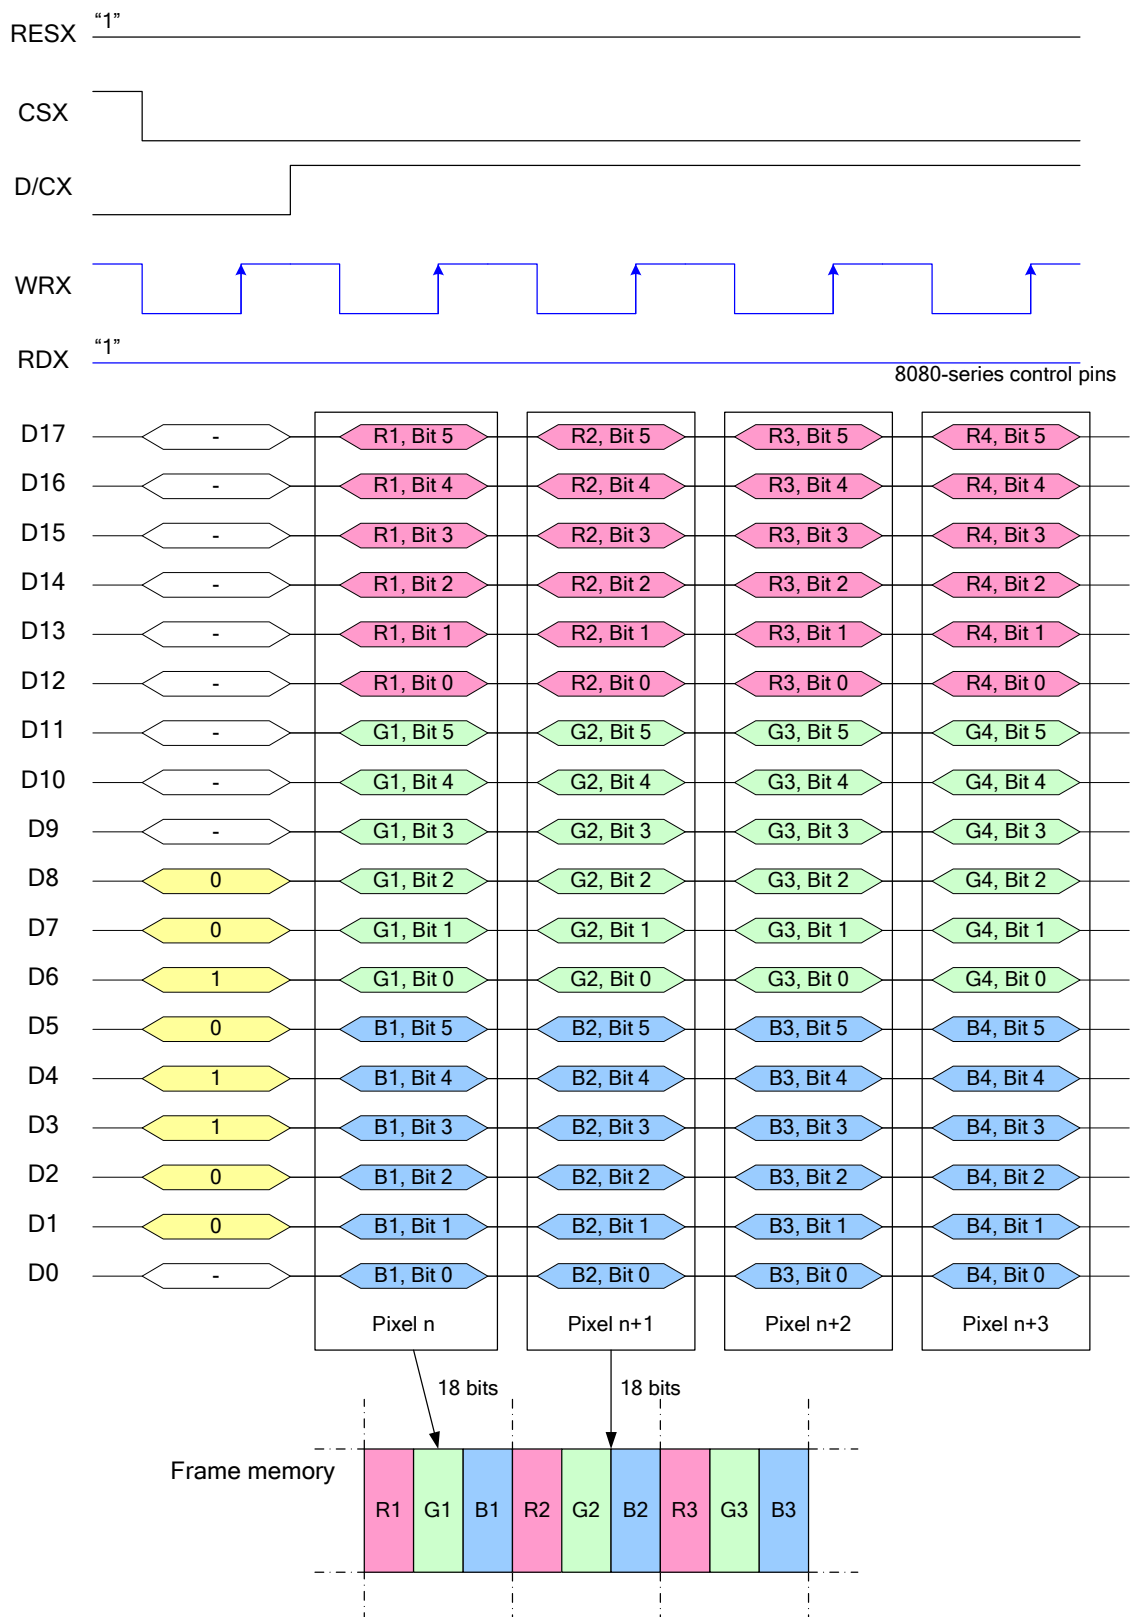 RESX "1"
CSX
D/CX
WRX
RDX "1"
8080-series control pins
D17 - R1, Bit 5 R2, Bit 5 R3, Bit 5 R4, Bit 5
D16 - R1, Bit 4 R2, Bit 4 R3, Bit 4 R4, Bit 4
D15 - R1, Bit 3 R2, Bit 3 R3, Bit 3 R4, Bit 3
D14 - R1, Bit 2 R2, Bit 2 R3, Bit 2 R4, Bit 2
D13 - R1, Bit 1 R2, Bit 1 R3, Bit 1 R4, Bit 1
D12 - R1, Bit 0 R2, Bit 0 R3, Bit 0 R4, Bit 0
D11 - G1, Bit 5 G2, Bit 5 G3, Bit 5 G4, Bit 5
D10 - G1, Bit 4 G2, Bit 4 G3, Bit 4 G4, Bit 4
D9 - G1, Bit 3 G2, Bit 3 G3, Bit 3 G4, Bit 3
D8 0 G1, Bit 2 G2, Bit 2 G3, Bit 2 G4, Bit 2
D7 0 G1, Bit 1 G2, Bit 1 G3, Bit 1 G4, Bit 1
D6 1 G1, Bit 0 G2, Bit 0 G3, Bit 0 G4, Bit 0
D5 0 B1, Bit 5 B2, Bit 5 B3, Bit 5 B4, Bit 5
D4 1 B1, Bit 4 B2, Bit 4 B3, Bit 4 B4, Bit 4
D3 1 B1, Bit 3 B2, Bit 3 B3, Bit 3 B4, Bit 3
D2 0 B1, Bit 2 B2, Bit 2 B3, Bit 2 B4, Bit 2
D1 0 B1, Bit 1 B2, Bit 1 B3, Bit 1 B4, Bit 1
D0 - B1, Bit 0 B2, Bit 0 B3, Bit 0 B4, Bit 0
Pixel n Pixel n+1 Pixel n+2 Pixel n+3
18 bits 18 bits
Frame memory
R1 G1 B1 R2 G2 B2 R3 G3 B3